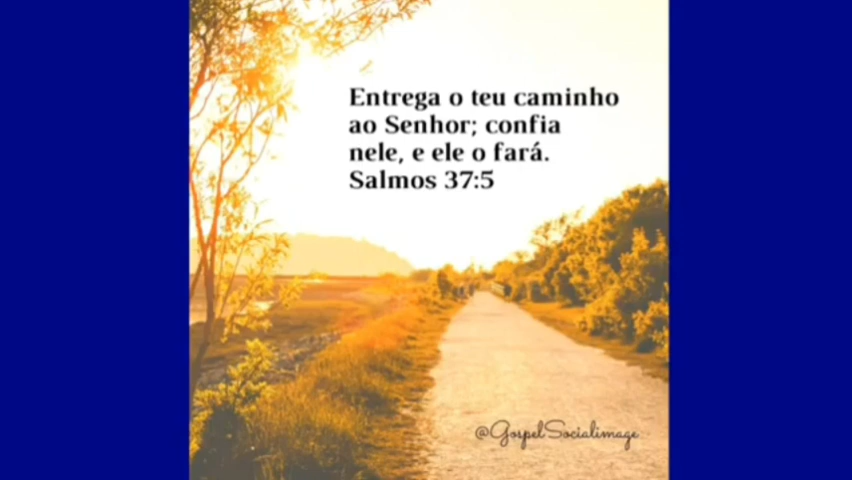 Entrega o teu caminho
ao Senhor; confia
nele, e ele o fará.
Salmos 37:5
@GospelSocialimage